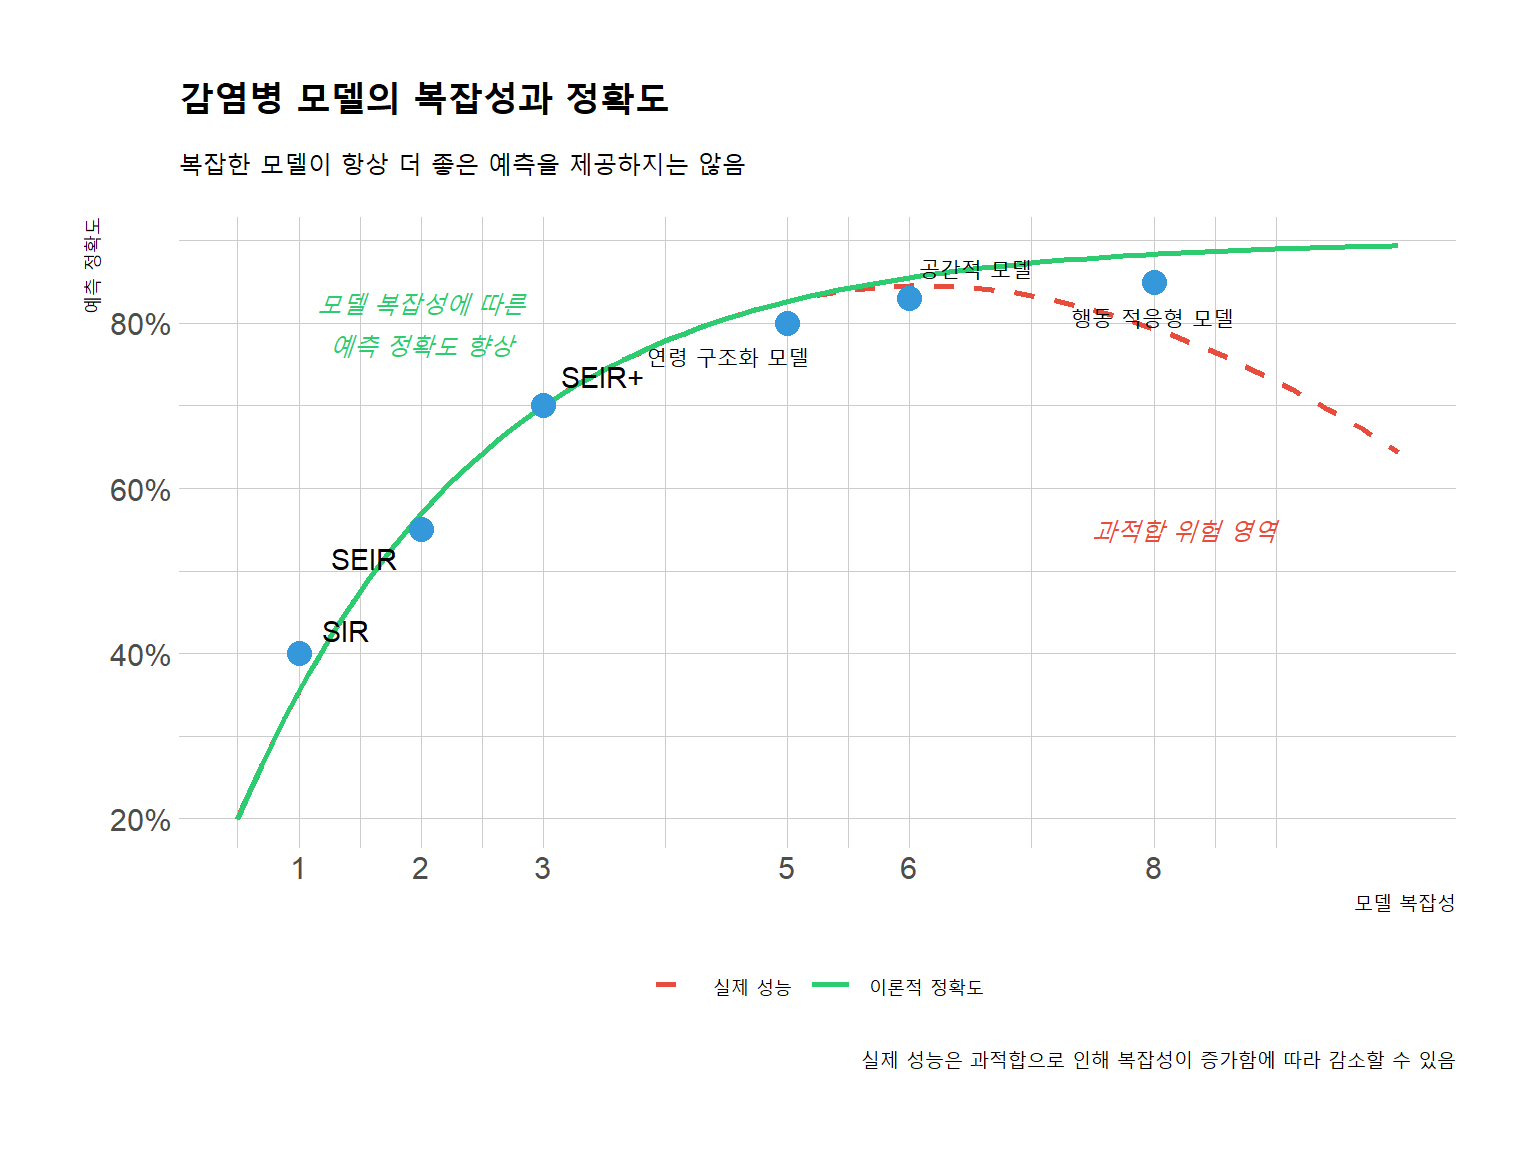 감염병 모델의 복잡성과 정확도
복잡한 모델이 항상 더 좋은 예측을 제공하지는 않음
예측 정확도
공간적 모델
모델 복잡성에 따른
예측 정확도 향상
행동 적응형 모델
80%
연령 구조화 모델
SEIR+
60%
과적합 위험 영역
SEIR
SIR
40%
20%
1 2 3 5 6 8
모델 복잡성
실제 성능 이론적 정확도
실제 성능은 과적합으로 인해 복잡성이 증가함에 따라 감소할 수 있음